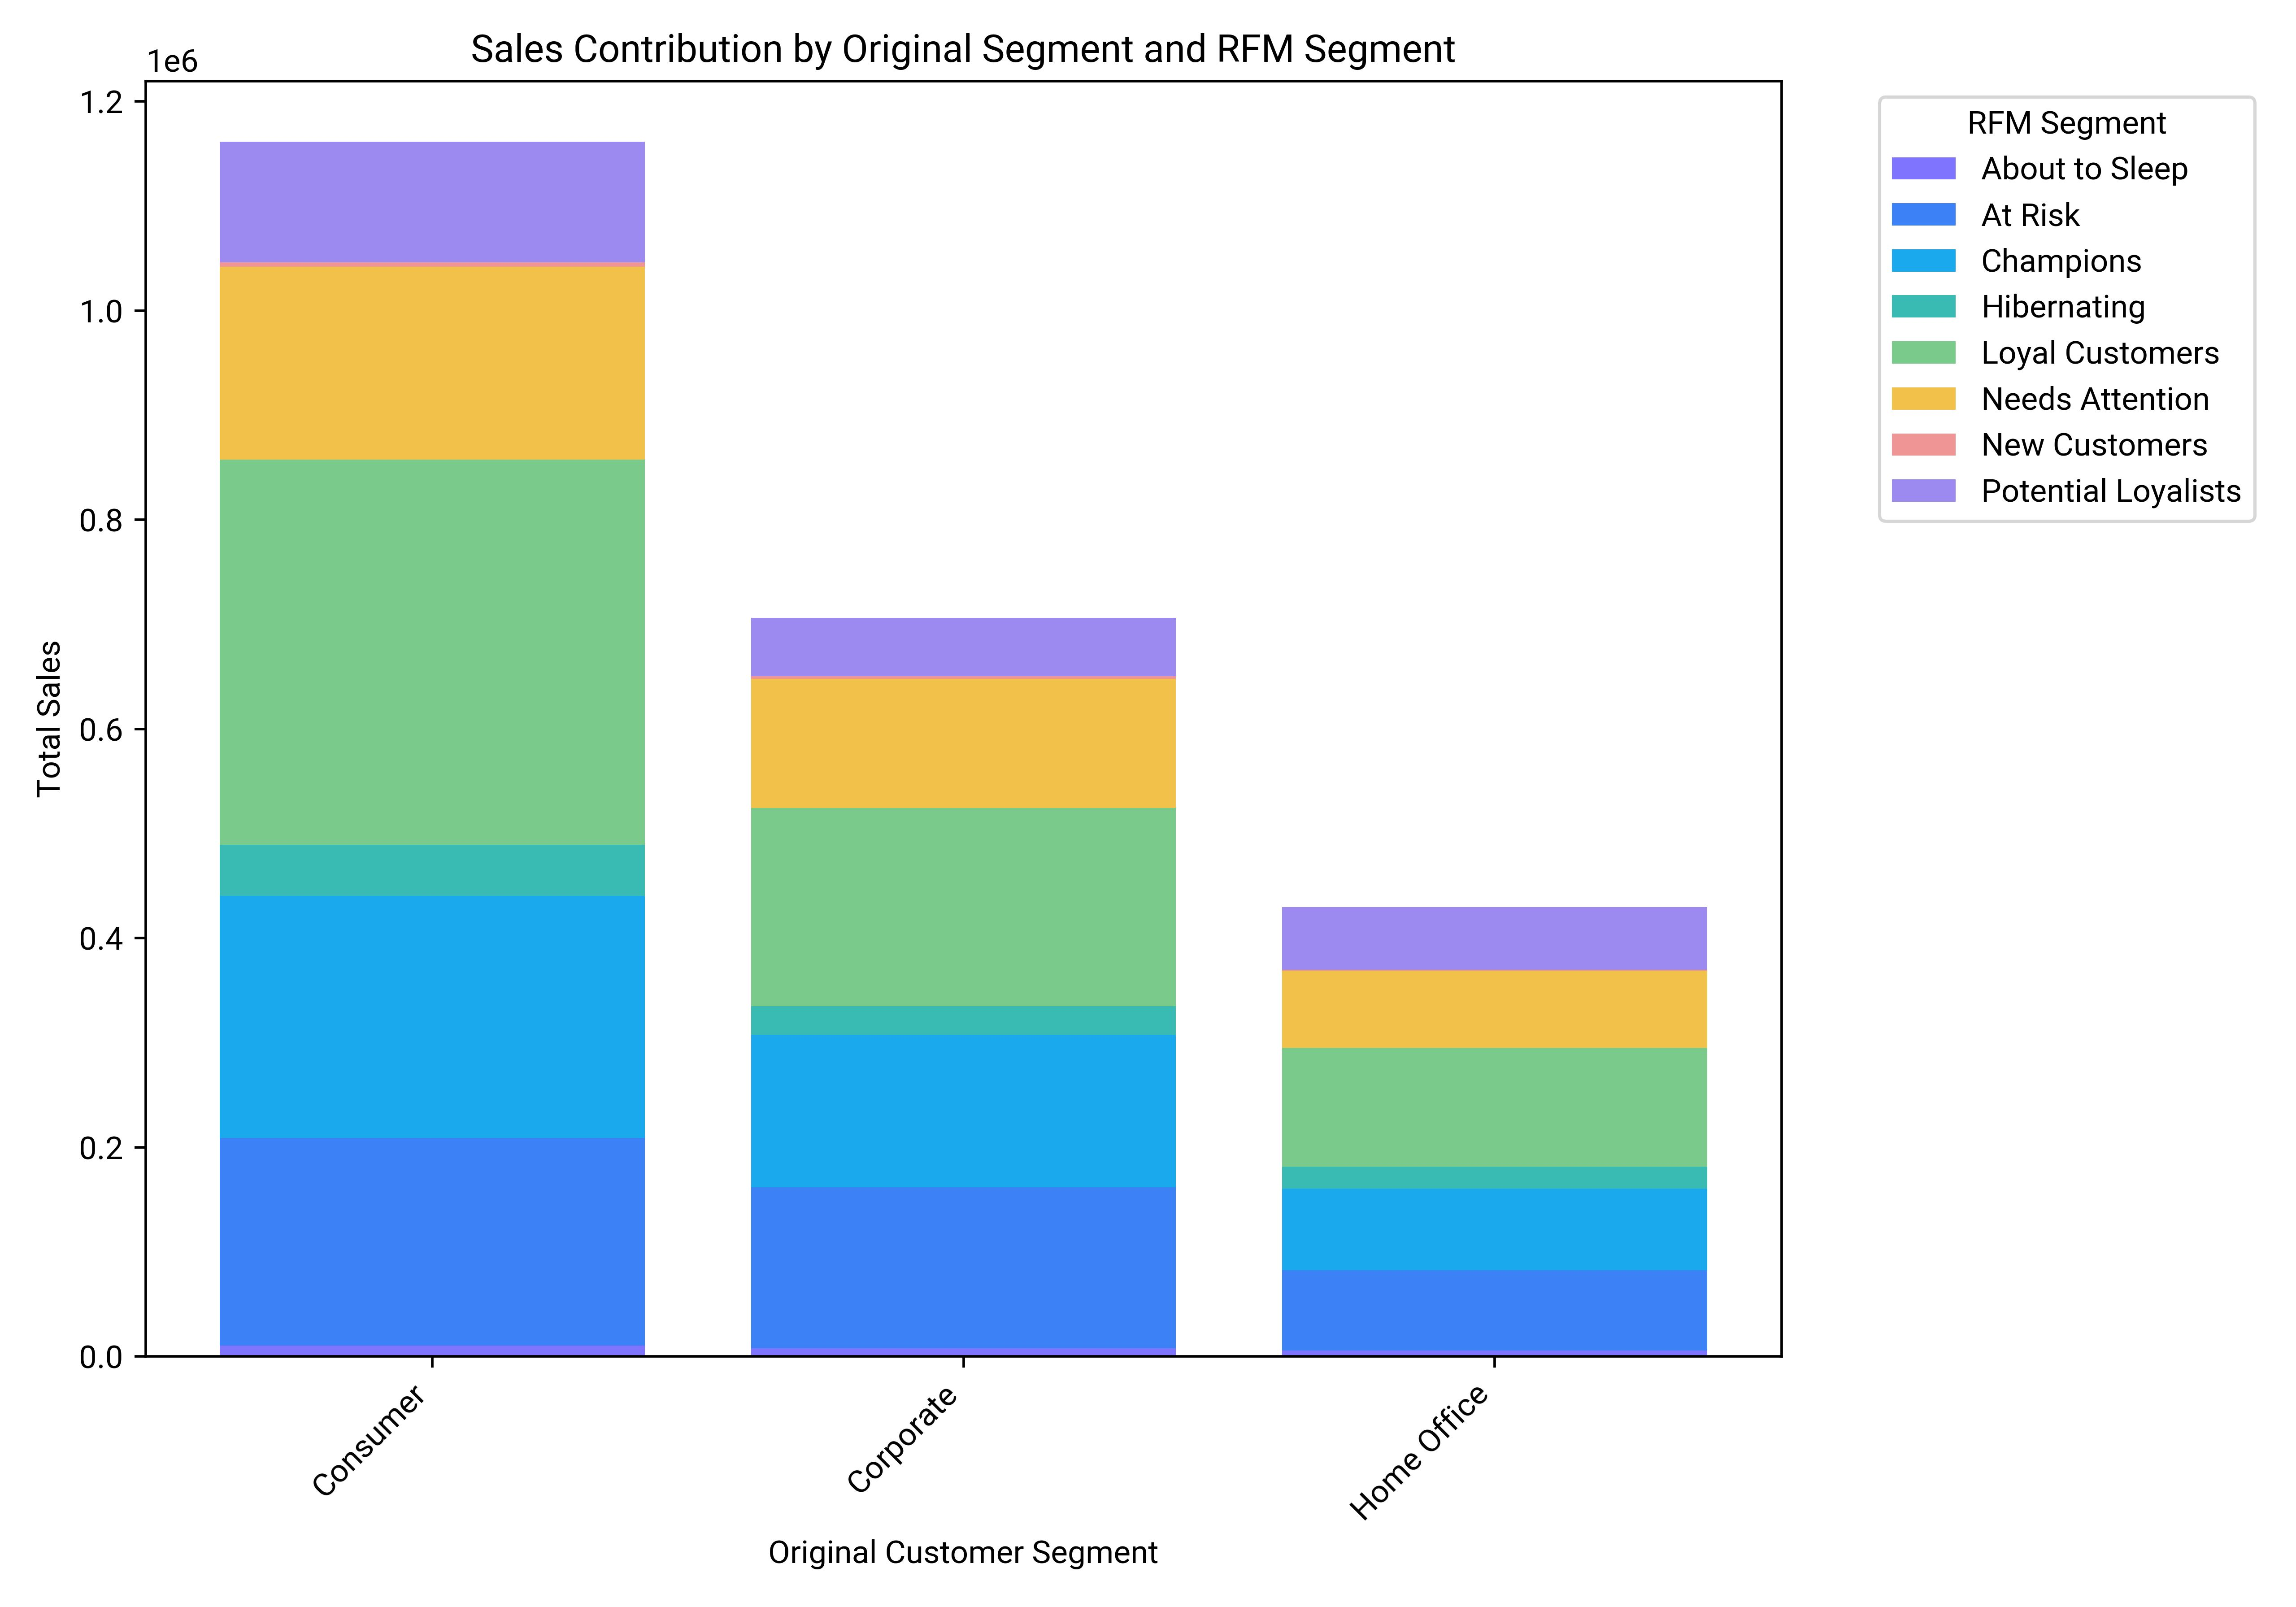 Sales Contribution by Original Segment and RFM Segment
1e6
1.2
1.0
0.8
0.6
0.4
0.2
0.0
Total Sales
Consumer
Corporate
Home Office
Original Customer Segment
RFM Segment
About to Sleep
At Risk
Champions
Hibernating
Loyal Customers
Needs Attention
New Customers
Potential Loyalists